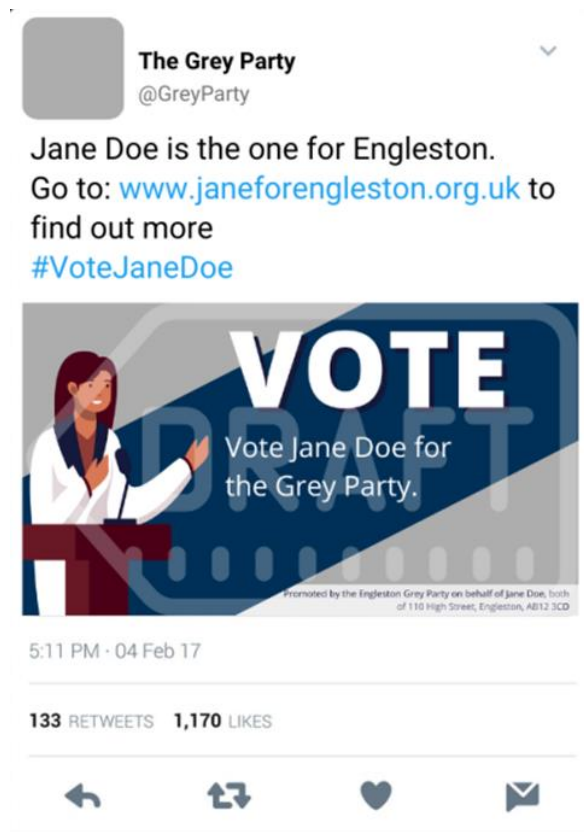 The Grey Party
@GreyParty
Jane Doe is the one for Engleston.
Go to: www.janeforengleston.org.uk to
find out more
#VoteJaneDoe
VOTE
DRAFT
Vote Jane Doe for
the Grey Party.
Promoted by the Engleston Grey Party on behalf of Jane Doe, both
of 110 High Street, Engleston, AB12 3CD
5:11 PM · 04 Feb 17
133 RETWEETS 1,170 LIKES